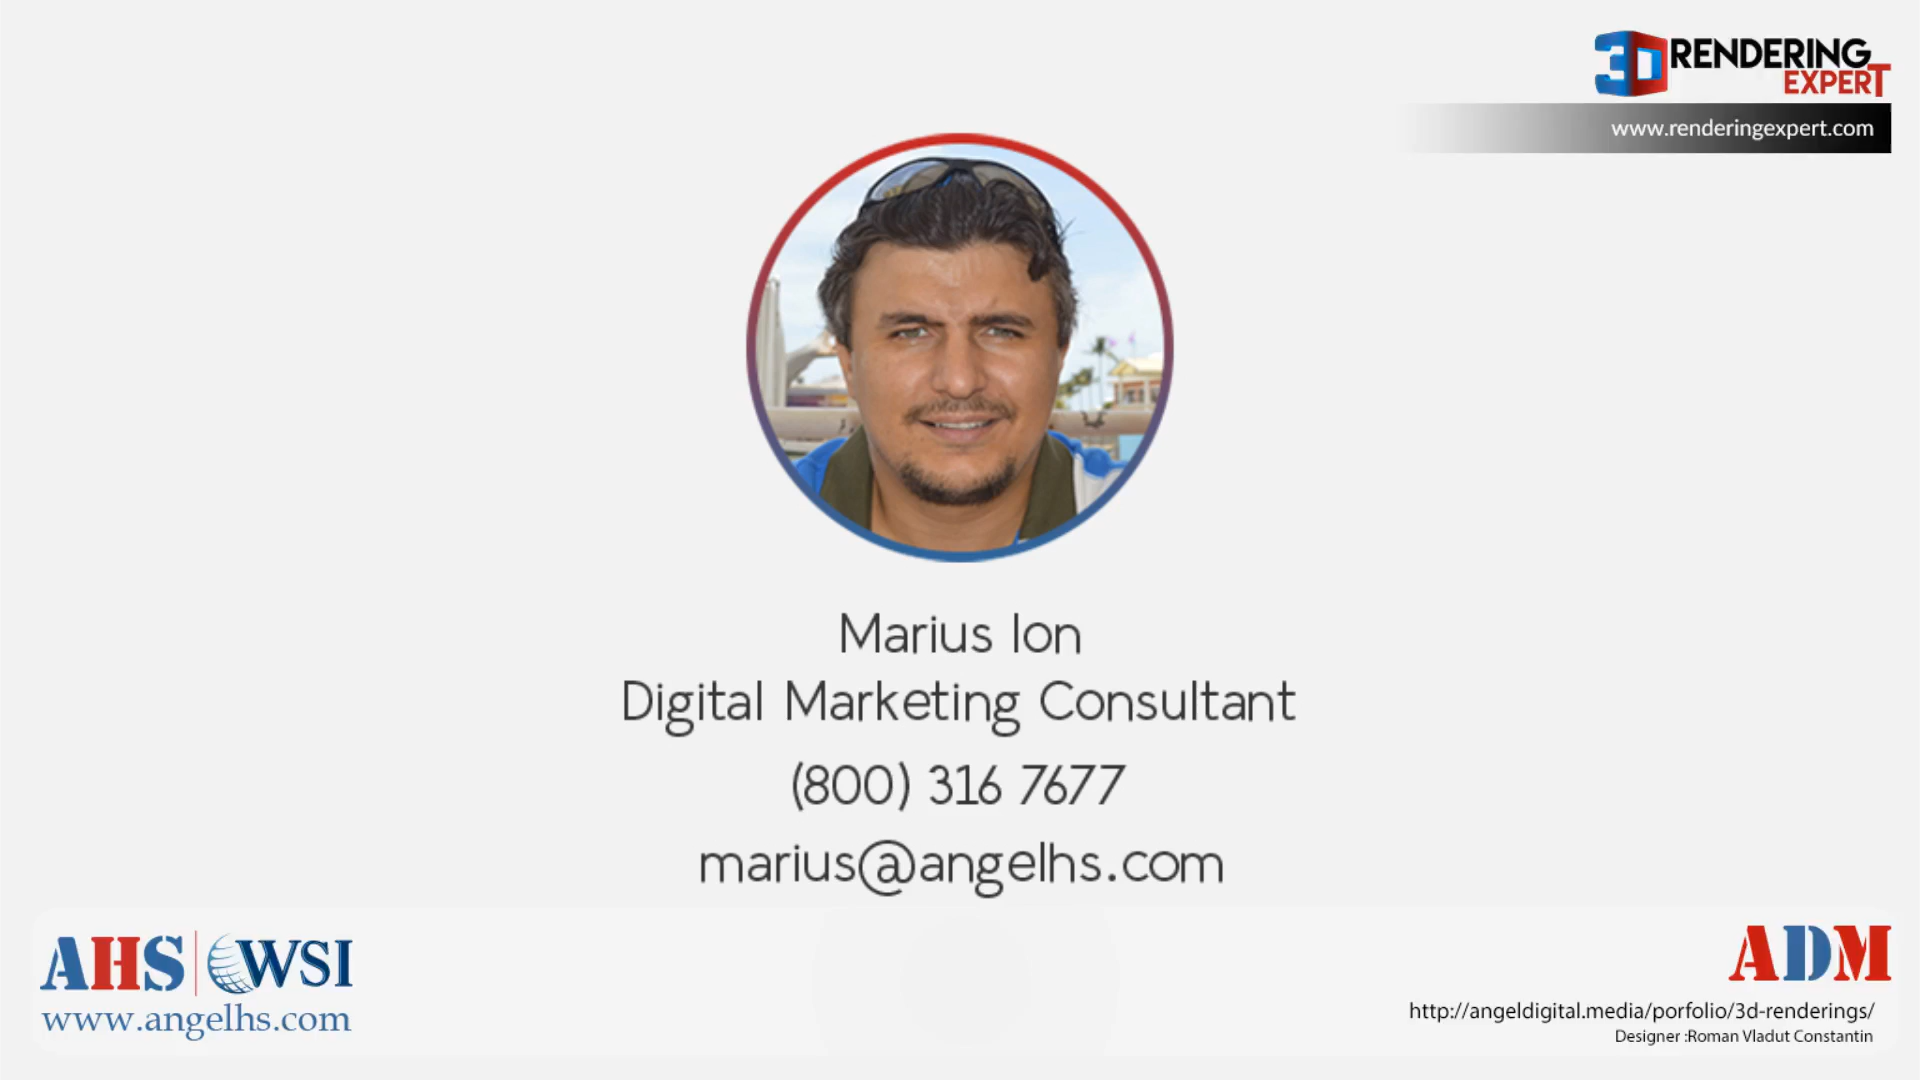 3D RENDERING
EXPERT
www.renderingexpert.com
Marius Ion
Digital Marketing Consultant
(800) 316 7677
marius@angelhs.com
AHS WSI
www.angelhs.com
ADM
http://angeldigital.media/porfolio/3d-renderings/
Designer :Roman Vladut Constantin